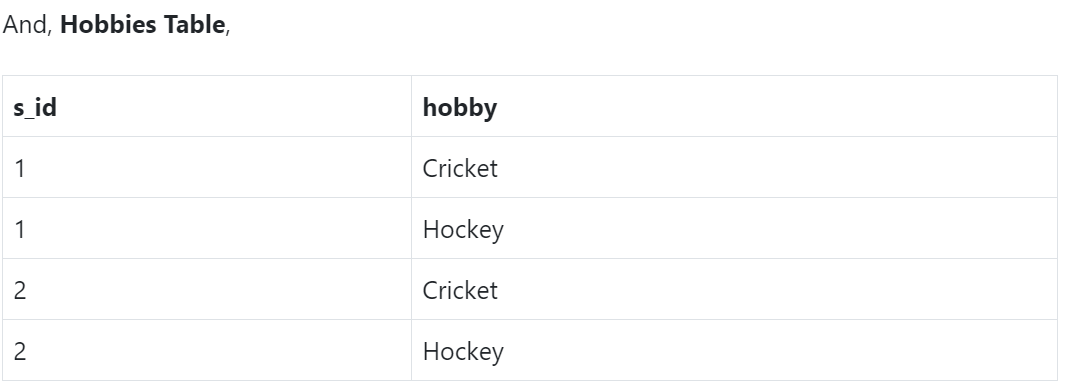 And, Hobbies Table,
s_id hobby
1 Cricket
1 Hockey
2 Cricket
2 Hockey